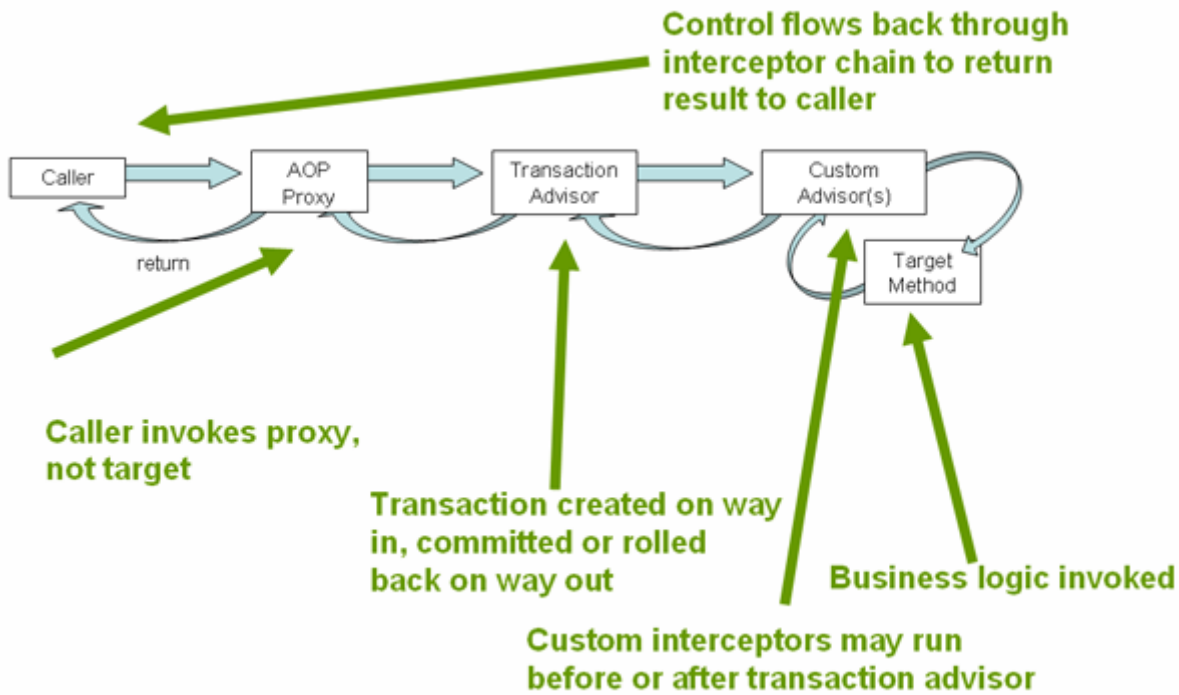 Control flows back through
interceptor chain to return
result to caller
Caller
AOP
Proxy
Transaction
Advisor
Custom
Advisor(s)
return
Target
Method
Caller invokes proxy,
not target
Transaction created on way
in, committed or rolled
back on way out
Business logic invoked
Custom interceptors may run
before or after transaction advisor